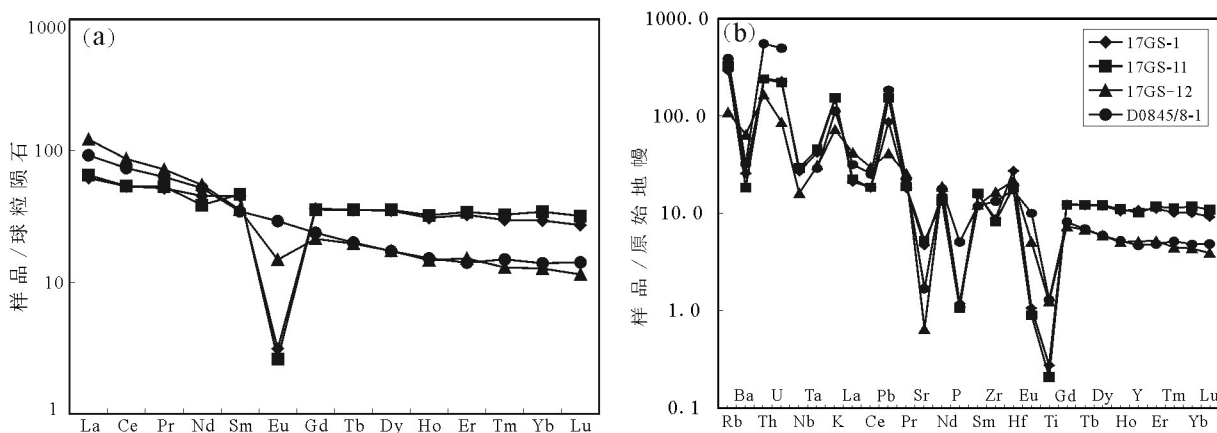 (a)
1000
100
10
1
样品/球粒陨石
La Ce Pr Nd Sm Eu Gd Tb Dy Ho Er Tm Yb Lu
(b)
1000.0
100.0
10.0
1.0
0.1
样品/原始地幔
17GS-1
17GS-11
17GS-12
D0845/8-1
Ba U Ta La Pb Sr P Zr Eu Gd Dy Y Tm Lu
Rb Th Nb K Ce Pr Nd Sm Hf Ti Tb Ho Er Yb